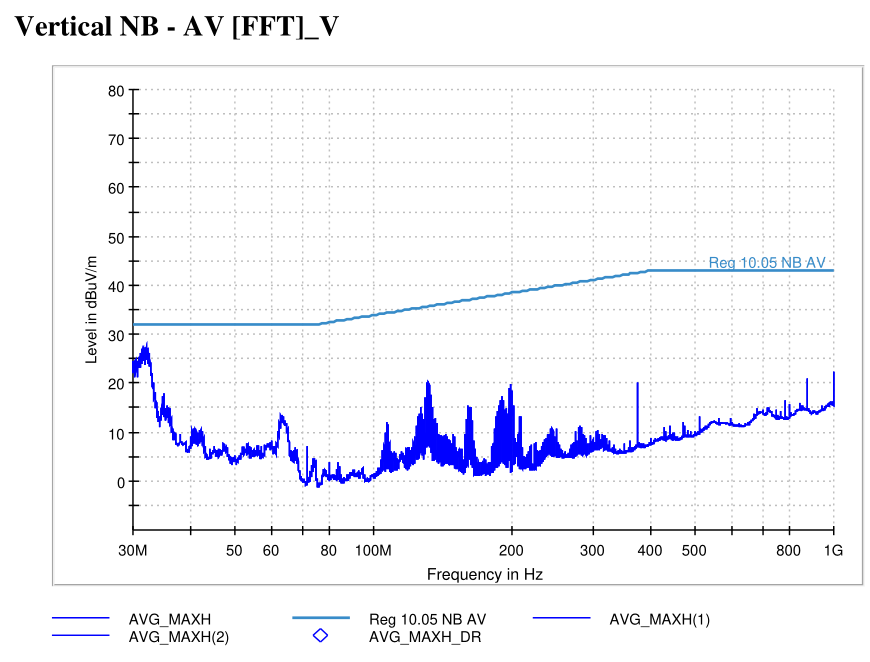 Vertical NB - AV [FFT]_V
80
70
60
50
40
30
20
10
0
Level in dBuV/m
Reg 10.05 NB AV
30M 50 60 80 100M 200 300 400 500 800 1G
Frequency in Hz
AVG_MAXH Reg 10.05 NB AV AVG_MAXH(1)
AVG_MAXH(2) AVG_MAXH_DR